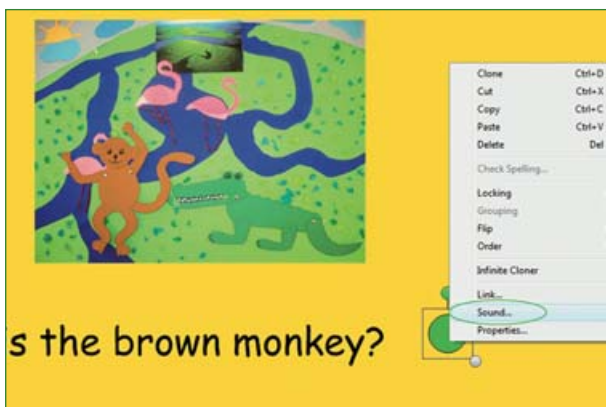 Clone Ctrl+D
Cut Ctrl+X
Copy Ctrl+C
Paste Ctrl+V
Delete Del
Check Spelling...
Locking
Grouping
Flip
Order
Infinite Cloner
Link...
Sound...
Properties...
's the brown monkey?